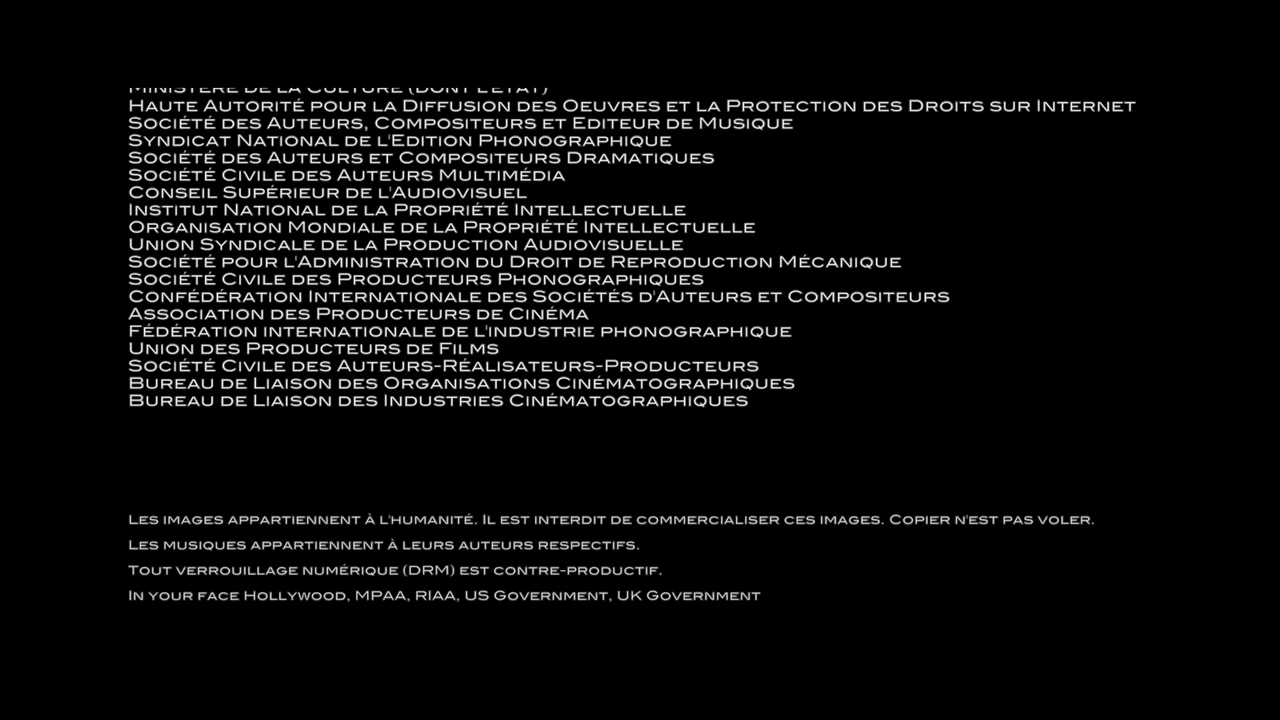 Ministère de la Culture (dont l'état)
Haute Autorité pour la Diffusion des Oeuvres et la Protection des Droits sur Internet
Société des Auteurs, Compositeurs et Editeur de Musique
Syndicat National de l'Edition Phonographique
Société des Auteurs et Compositeurs Dramatiques
Société Civile des Auteurs Multimédia
Conseil Supérieur de l'Audiovisuel
Institut National de la Propriété Intellectuelle
Organisation Mondiale de la Propriété Intellectuelle
Union Syndicale de la Production Audiovisuelle
Société pour l'Administration du Droit de Reproduction Mécanique
Société Civile des Producteurs Phonographiques
Confédération Internationale des Sociétés d'Auteurs et Compositeurs
Association des Producteurs de Cinéma
Fédération internationale de l'industrie phonographique
Union des Producteurs de Films
Société Civile des Auteurs-Réalisateurs-Producteurs
Bureau de Liaison des Organisations Cinématographiques
Bureau de Liaison des Industries Cinématographiques
Les images appartiennent à l'humanité. Il est interdit de commercialiser ces images. Copier n'est pas voler.
Les musiques appartiennent à leurs auteurs respectifs.
Tout verrouillage numérique (DRM) est contre-productif.
In your face Hollywood, MPAA, RIAA, US Government, UK Government